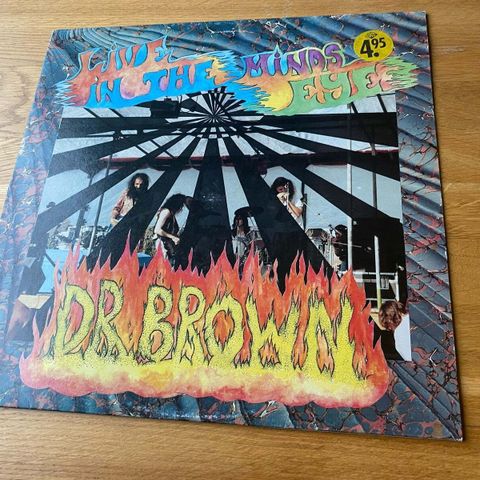 LIVE
IN THE MINDS
EYE
4.95
DR. BROWN